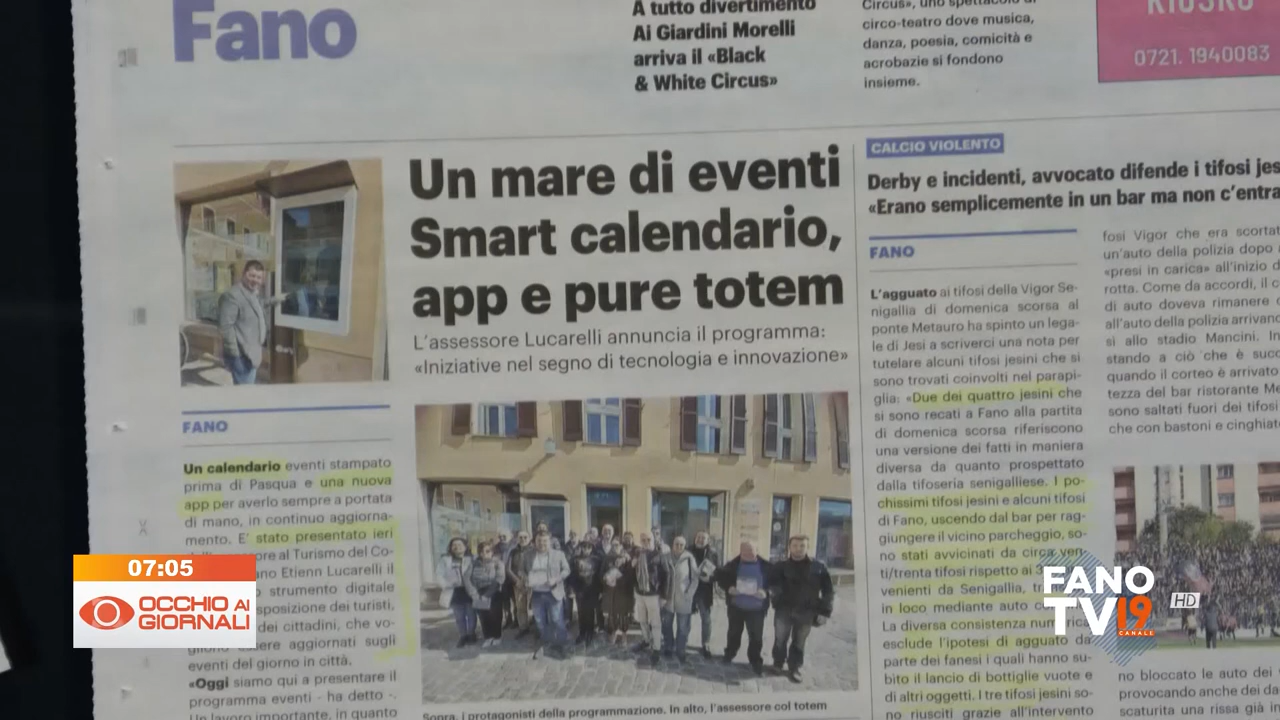 Fano
A tutto divertimento
Ai Giardini Morelli
arriva il «Black
& White Circus»
Circus», uno spettacolo di
circo-teatro dove musica,
danza, poesia, comicità e
acrobazie si fondono
insieme.
0721. 1940083
Un mare di eventi
Smart calendario,
app e pure totem
L'assessore Lucarelli annuncia il programma:
«Iniziative nel segno di tecnologia e innovazione»
FANO
Un calendario eventi stampato
prima di Pasqua e una nuova
app per averlo sempre a portata
di mano, in continuo aggiorna-
mento. E' stato presentato ieri
ore al Turismo del Co-
ano Etienn Lucarelli il
strumento digitale
sposizione dei turisti.
dei cittadini, che vo-
essere aggiornati sugli
eventi del giorno in città.
«Oggi siamo qui a presentare il
programma eventi - ha detto -.
Un lavoro importante, in quanto
Sopra, i protagonisti della programmazione. In alto, l'assessore col totem
CALCIO VIOLENTO
Derby e incidenti, avvocato difende i tifosi jes
«Erano semplicemente in un bar ma non c'entra
FANO
L'agguato ai tifosi della Vigor Se-
nigallia di domenica scorsa al
ponte Metauro ha spinto un lega-
le di Jesi a scriverci una nota per
tutelare alcuni tifosi jesini che si
sono trovati coinvolti nel parapi-
glia: «Due dei quattro jesini che
si sono recati a Fano alla partita
di domenica scorsa riferiscono
una versione dei fatti in maniera
diversa da quanto prospettato
dalla tifoseria senigalliese. I po-
chissimi tifosi jesini e alcuni tifosi
di Fano, uscendo dal bar per rag-
giungere il vicino parcheggio, so-
no stati avvicinati da circa ven-
ti/trenta tifosi rispetto ai
venienti da Senigallia,
in loco mediante auto
La diversa consistenza
esclude l'ipotesi di agguato da
parte dei fanesi i quali hanno su-
bito il lancio di bottiglie vuote e
di altri oggetti. I tre tifosi jesini so-
no riusciti grazie all'intervento
fosi Vigor che era scortat
un'auto della polizia dopo
«presi in carica» all'inizio d
rotta. Come da accordi, il c
di auto doveva rimanere
all'auto della polizia arrivand
si allo stadio Mancini. In
stando a ciò che è succ
quando il corteo è arrivato
tezza del bar ristorante Me
sono saltati fuori dei tifosi
che con bastoni e cinghiat
no bloccato le auto dei
provocando anche dei da
scaturita una rissa già in
07:05
OCCHIO AI
GIORNALI
FANO
TV 19
CANALE
HD